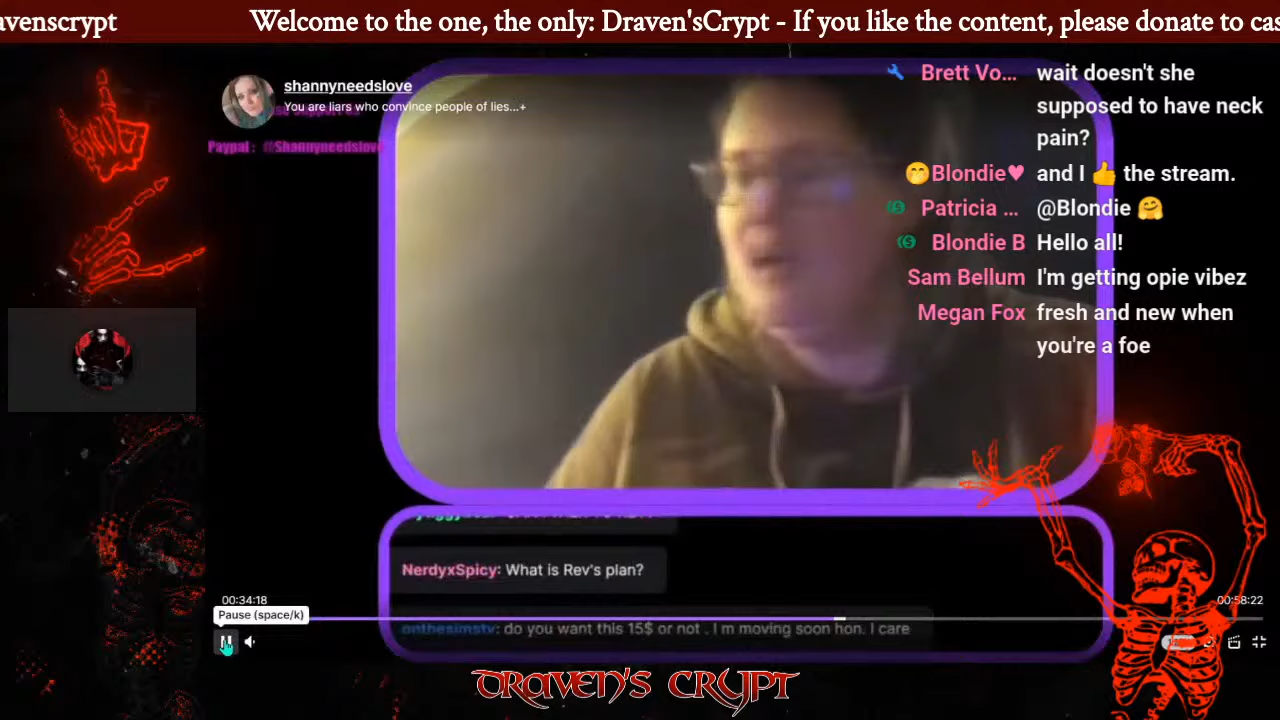 avenscrypt Welcome to the one, the only: Draven'sCrypt - If you like the content, please donate to cas
shannyneedslove
You are liars who convince people of lies...+
Paypal : @Shannyneedslove
Brett Vo... wait doesn't she
supposed to have neck
pain?
🤭Blondie♥ and I 👍 the stream.
Patricia ... @Blondie 🤗
Blondie B Hello all!
Sam Bellum I'm getting opie vibez
Megan Fox fresh and new when
you're a foe
NerdyxSpicy: What is Rev's plan?
00:34:18
00:58:22
Pause (space/k)
onthesimstv: do you want this 15$ or not . I m moving soon hon. I care
DRAVEN'S CRYPT